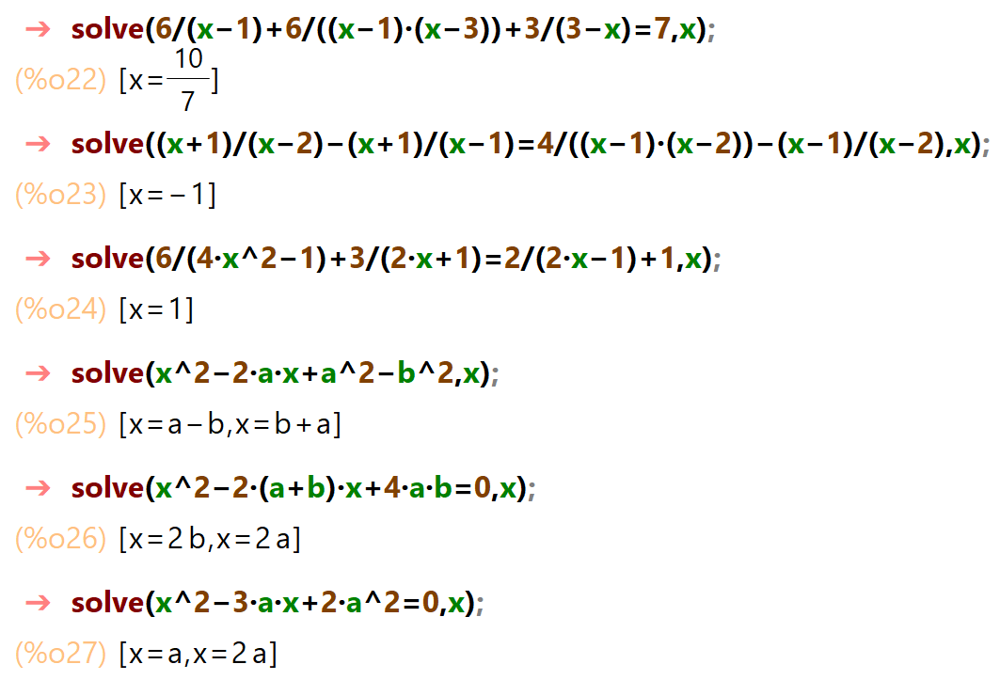 → solve(6/(x−1)+6/((x−1)·(x−3))+3/(3−x)=7,x);
(%o22) [x=10/7]
→ solve((x+1)/(x−2)−(x+1)/(x−1)=4/((x−1)·(x−2))−(x−1)/(x−2),x);
(%o23) [x=−1]
→ solve(6/(4·x^2−1)+3/(2·x+1)=2/(2·x−1)+1,x);
(%o24) [x=1]
→ solve(x^2−2·a·x+a^2−b^2,x);
(%o25) [x=a−b,x=b+a]
→ solve(x^2−2·(a+b)·x+4·a·b=0,x);
(%o26) [x=2 b,x=2 a]
→ solve(x^2−3·a·x+2·a^2=0,x);
(%o27) [x=a,x=2 a]